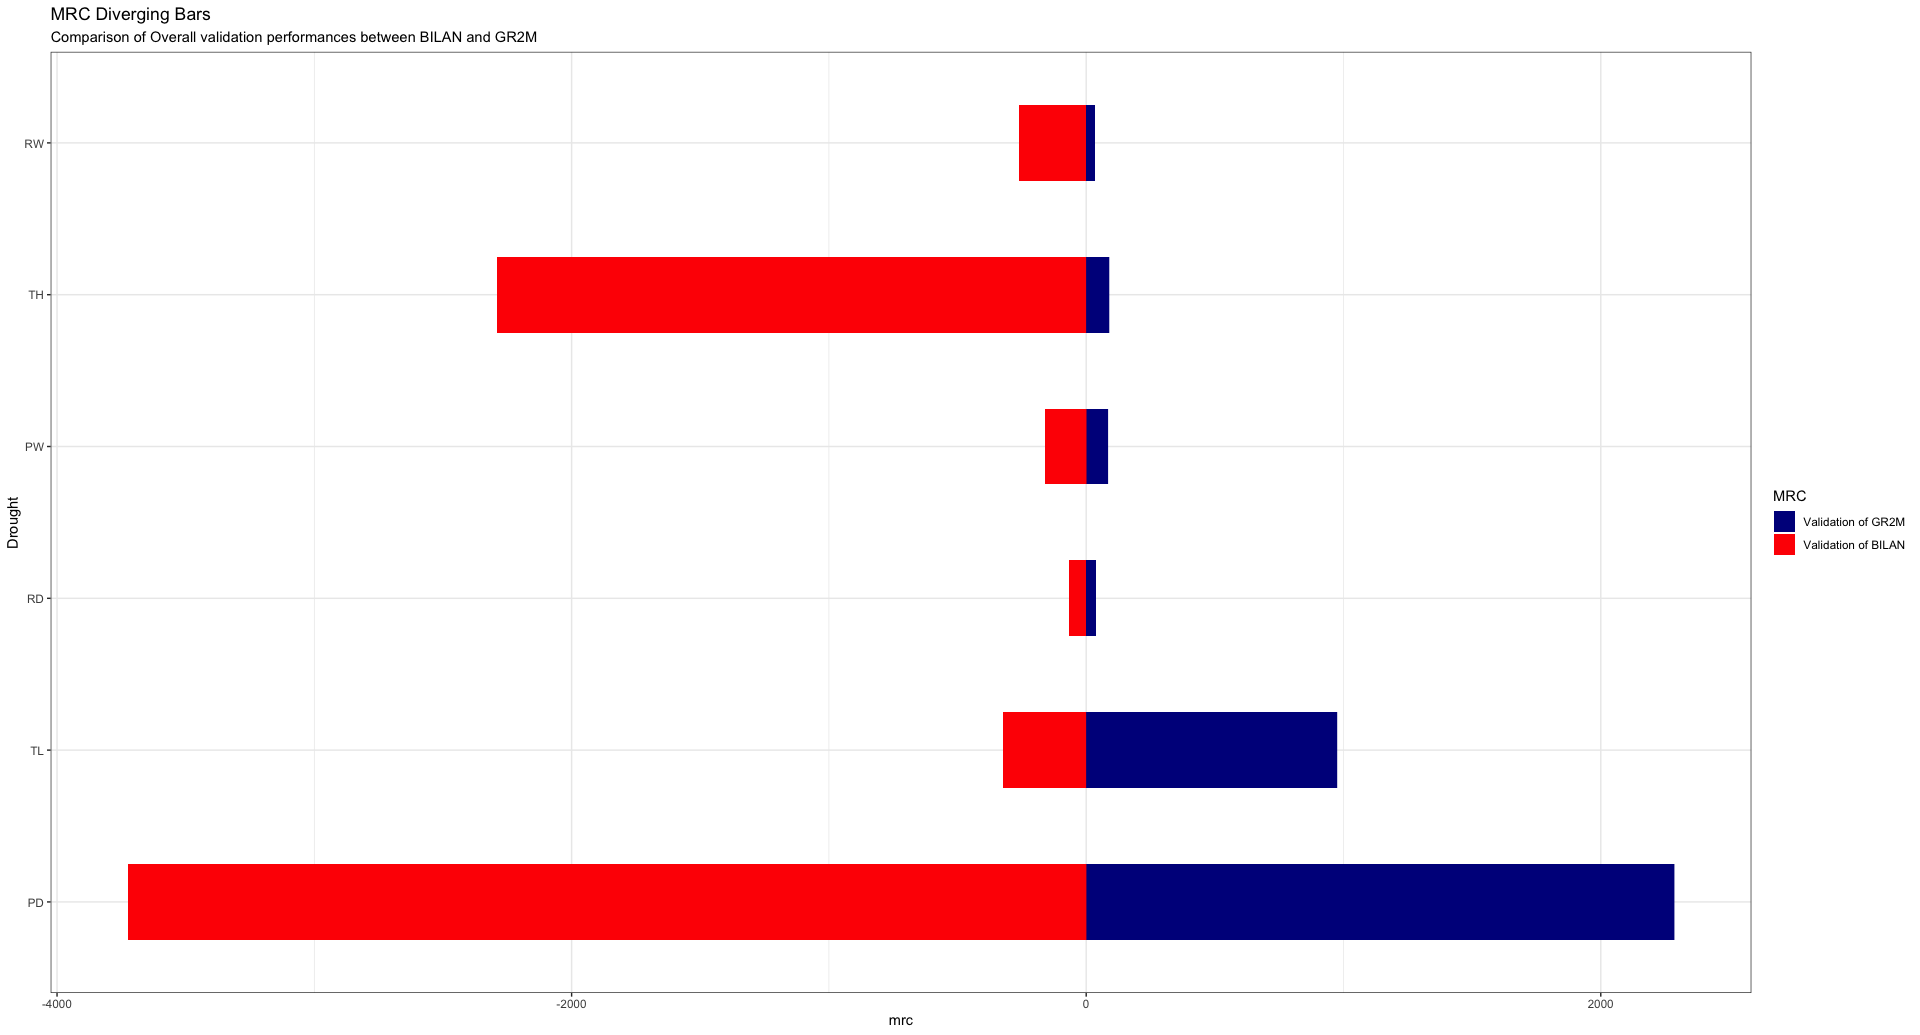 MRC Diverging Bars
Comparison of Overall validation performances between BILAN and GR2M
RW
TH
PW
RD
TL
PD
Drought
-4000
-2000
0
2000
mrc
MRC
Validation of GR2M
Validation of BILAN